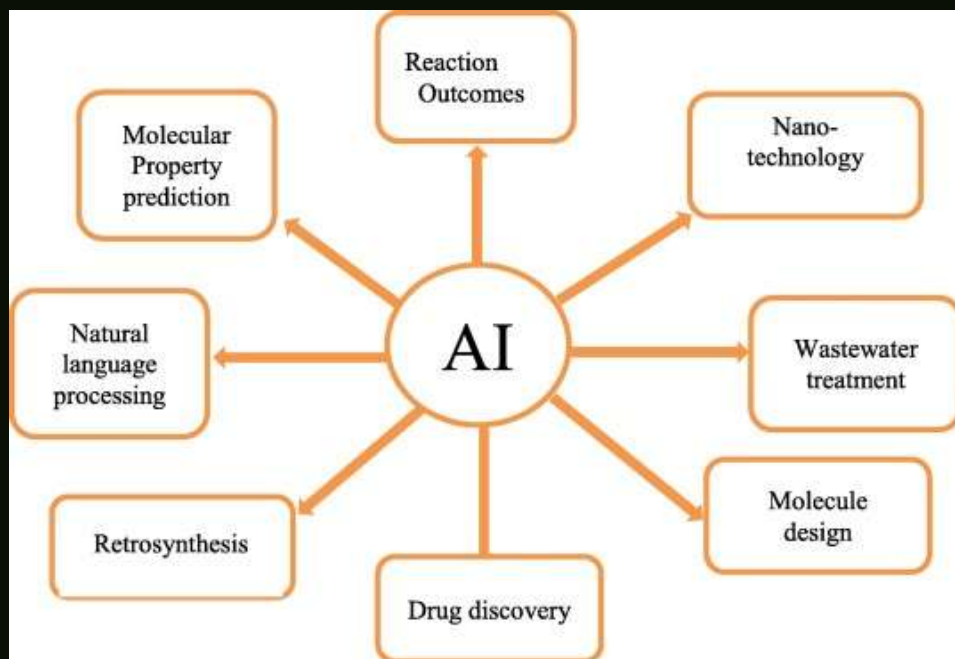 Reaction
Outcomes
Nano-
technology
Molecular
Property
prediction
AI
Natural
language
processing
Wastewater
treatment
Retrosynthesis
Molecule
design
Drug discovery